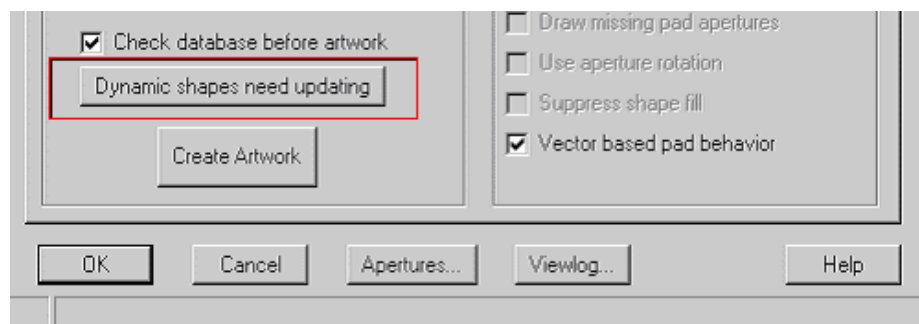 Check database before artwork
Dynamic shapes need updating
Create Artwork
Draw missing pad apertures
Use aperture rotation
Suppress shape fill
Vector based pad behavior
OK Cancel Apertures... Viewlog... Help